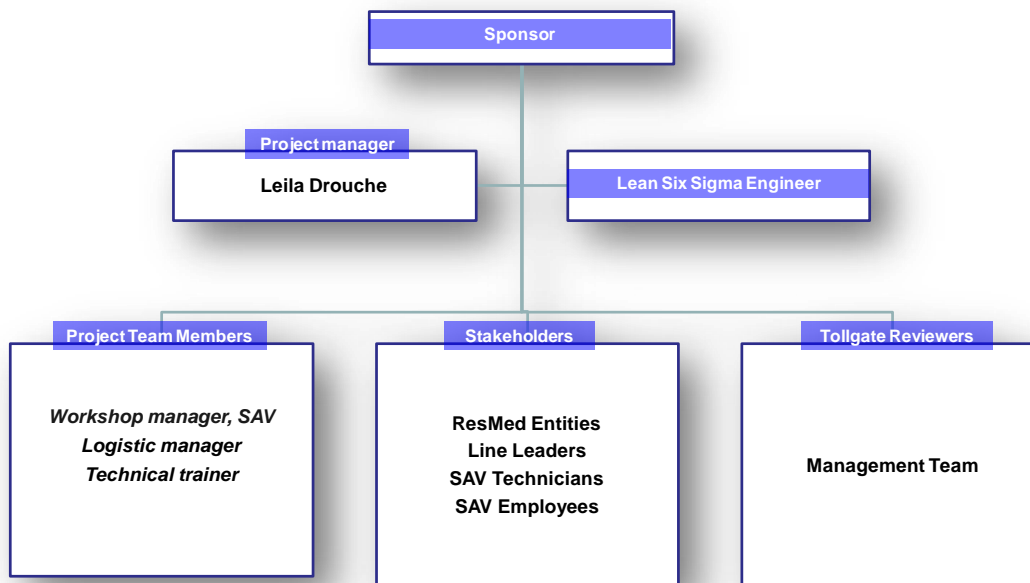 Sponsor
Project manager
Leila Drouche
Lean Six Sigma Engineer
Project Team Members
Workshop manager, SAV
Logistic manager
Technical trainer
Stakeholders
ResMed Entities
Line Leaders
SAV Technicians
SAV Employees
Tollgate Reviewers
Management Team